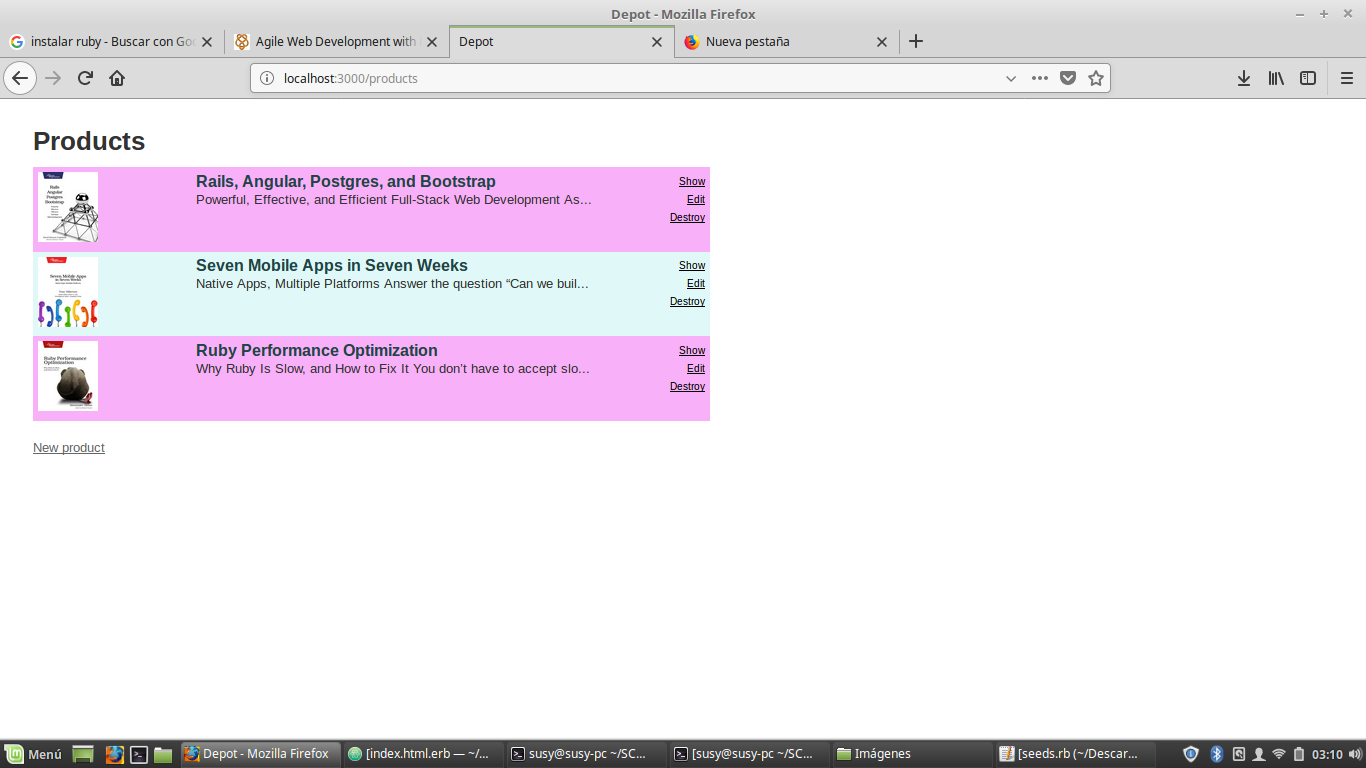 Depot - Mozilla Firefox
instalar ruby - Buscar con Goo
Agile Web Development with
Depot
Nueva pestaña
localhost:3000/products
Products
Rails, Angular, Postgres, and Bootstrap
Powerful, Effective, and Efficient Full-Stack Web Development As...
Show
Edit
Destroy
Rails
Angular
Postgres
Bootstrap
Seven Mobile Apps in Seven Weeks
Native Apps, Multiple Platforms Answer the question “Can we buil...
Show
Edit
Destroy
Seven Mobile Apps
in Seven Weeks
Ruby Performance Optimization
Why Ruby Is Slow, and How to Fix It You don’t have to accept slo...
Show
Edit
Destroy
Ruby Performance
Optimization
New product
Menú
Depot - Mozilla Firefox
[index.html.erb — ~/...
susy@susy-pc ~/SC...
[susy@susy-pc ~/SC...
Imágenes
[seeds.rb (~/Descar...
03:10